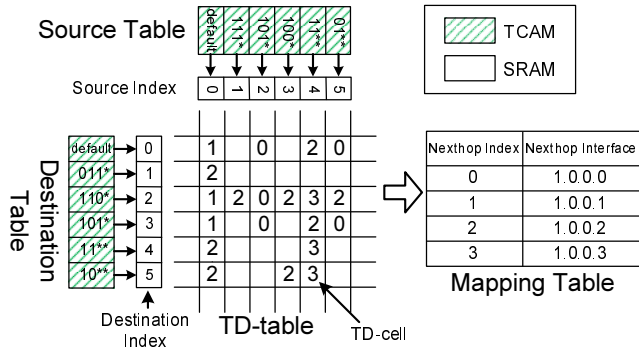 Source Table
default 111* 101* 100* 11** 01**
TCAM
SRAM
Source Index
0 1 2 3 4 5
Destination Table
default 0 1 0 2 0
011* 1 2
110* 2 1 2 0 2 3 2
101* 3 1 0 2 0
11** 4 2 3
10** 5 2 2 3
Nexthop Index Nexthop Interface
0 1.0.0.0
1 1.0.0.1
2 1.0.0.2
3 1.0.0.3
Mapping Table
Destination Index
TD-table
TD-cell